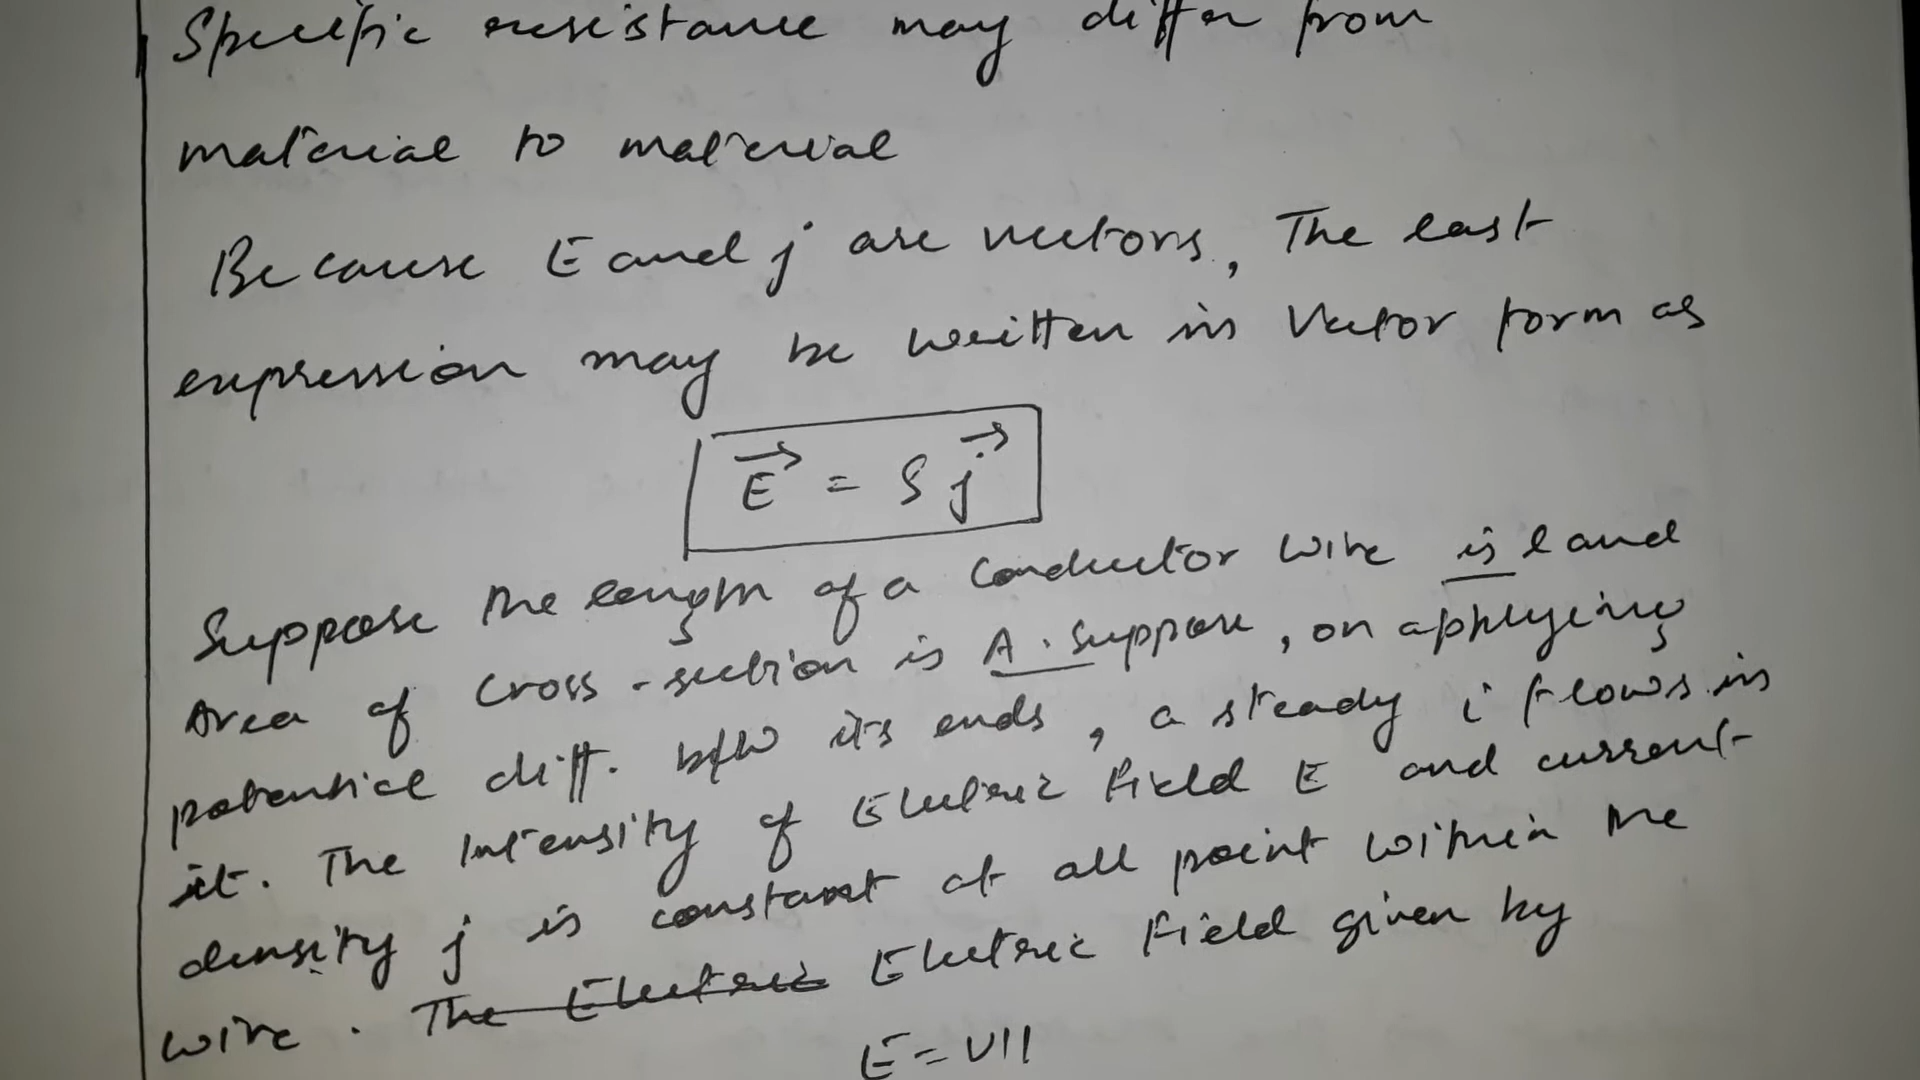 Specific resistance may differ from
material to material
Because E and j are vectors, The last
expression may be written in Vector form as
E⃗ = ρ j⃗
Suppose the length of a conductor wire is l and
Area of cross-section is A. Suppose, on applying
potential diff. b/w its ends, a steady i flows in
it. The Intensity of Electric field E and current
density j is constant at all point within the
wire. The Electric Electric field given by
E = V/l